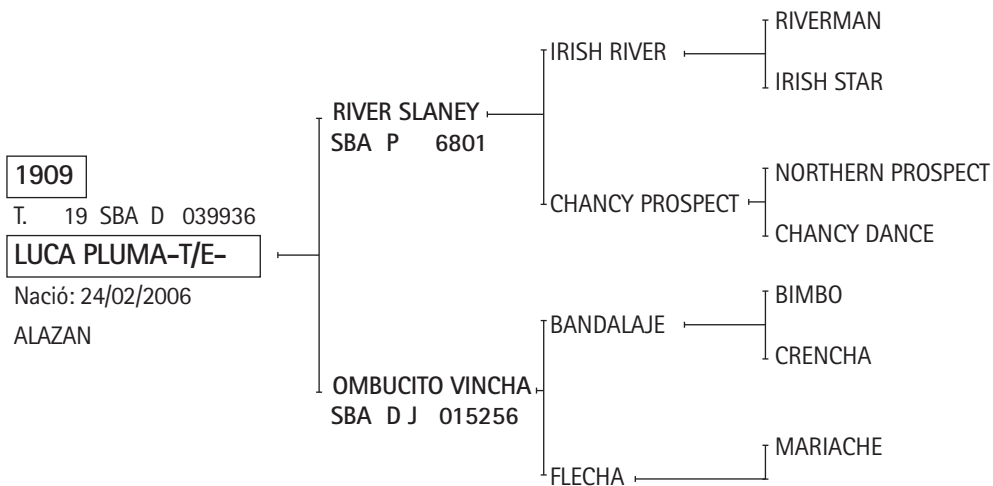 1909
T. 19 SBA D 039936
LUCA PLUMA-T/E-
Nació: 24/02/2006
ALAZAN
RIVER SLANEY
SBA P 6801
OMBUCITO VINCHA
SBA D J 015256
IRISH RIVER
CHANCY PROSPECT
BANDALAJE
FLECHA
RIVERMAN
IRISH STAR
NORTHERN PROSPECT
CHANCY DANCE
BIMBO
CRENCHA
MARIACHE